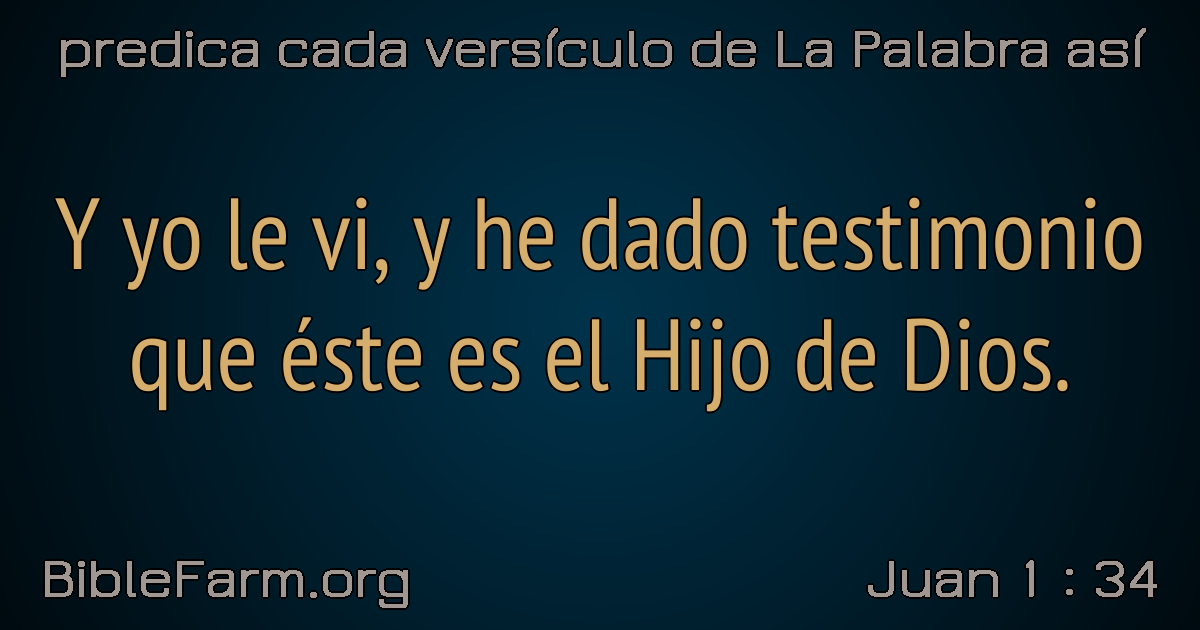 predica cada versículo de La Palabra así
Y yo le vi, y he dado testimonio
que éste es el Hijo de Dios.
BibleFarm.org
Juan 1 : 34